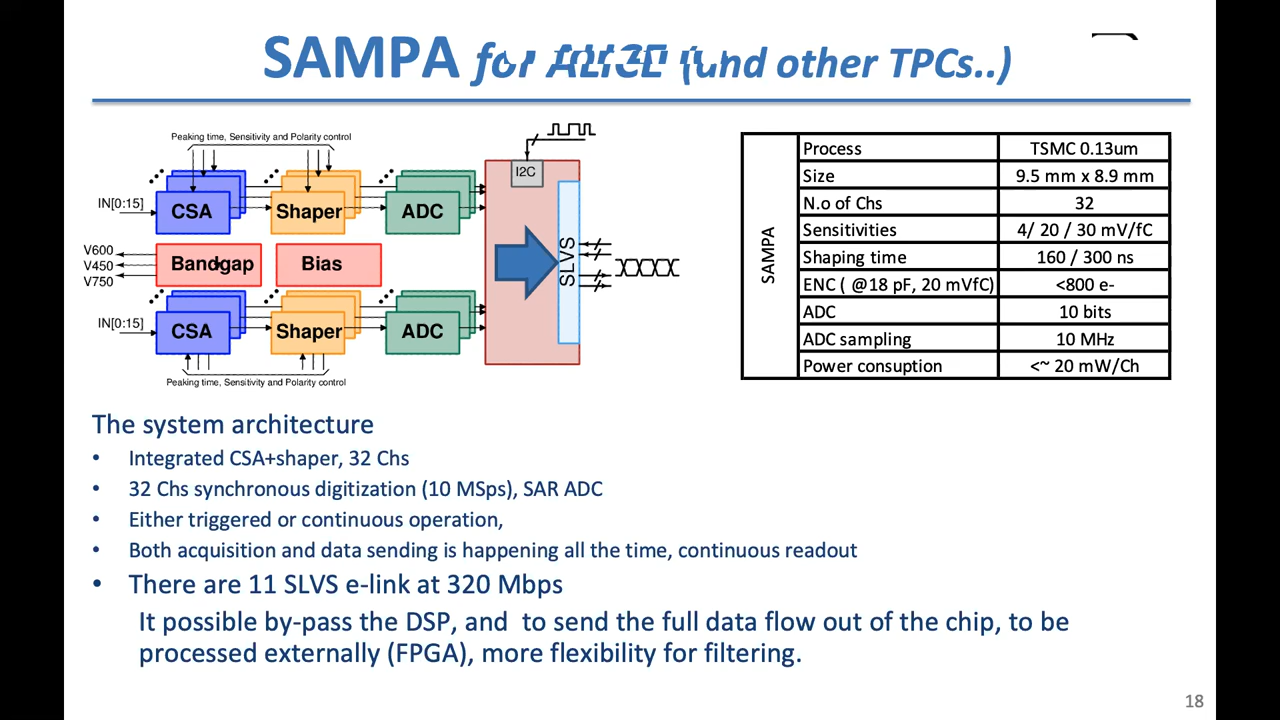 SAMPA for ALICE (und other TPCs..)
Peaking time, Sensitivity and Polarity control
I2C
IN[0:15]
CSA
Shaper
ADC
V600
V450
V750
Bandgap
Bias
SLVS
IN[0:15]
CSA
Shaper
ADC
Peaking time, Sensitivity and Polarity control
SAMPA
Process TSMC 0.13um
Size 9.5 mm x 8.9 mm
N.o of Chs 32
Sensitivities 4/ 20 / 30 mV/fC
Shaping time 160 / 300 ns
ENC ( @18 pF, 20 mVfC) <800 e-
ADC 10 bits
ADC sampling 10 MHz
Power consuption <~ 20 mW/Ch
The system architecture
• Integrated CSA+shaper, 32 Chs
• 32 Chs synchronous digitization (10 MSps), SAR ADC
• Either triggered or continuous operation,
• Both acquisition and data sending is happening all the time, continuous readout
• There are 11 SLVS e-link at 320 Mbps
It possible by-pass the DSP, and to send the full data flow out of the chip, to be
processed externally (FPGA), more flexibility for filtering.
18